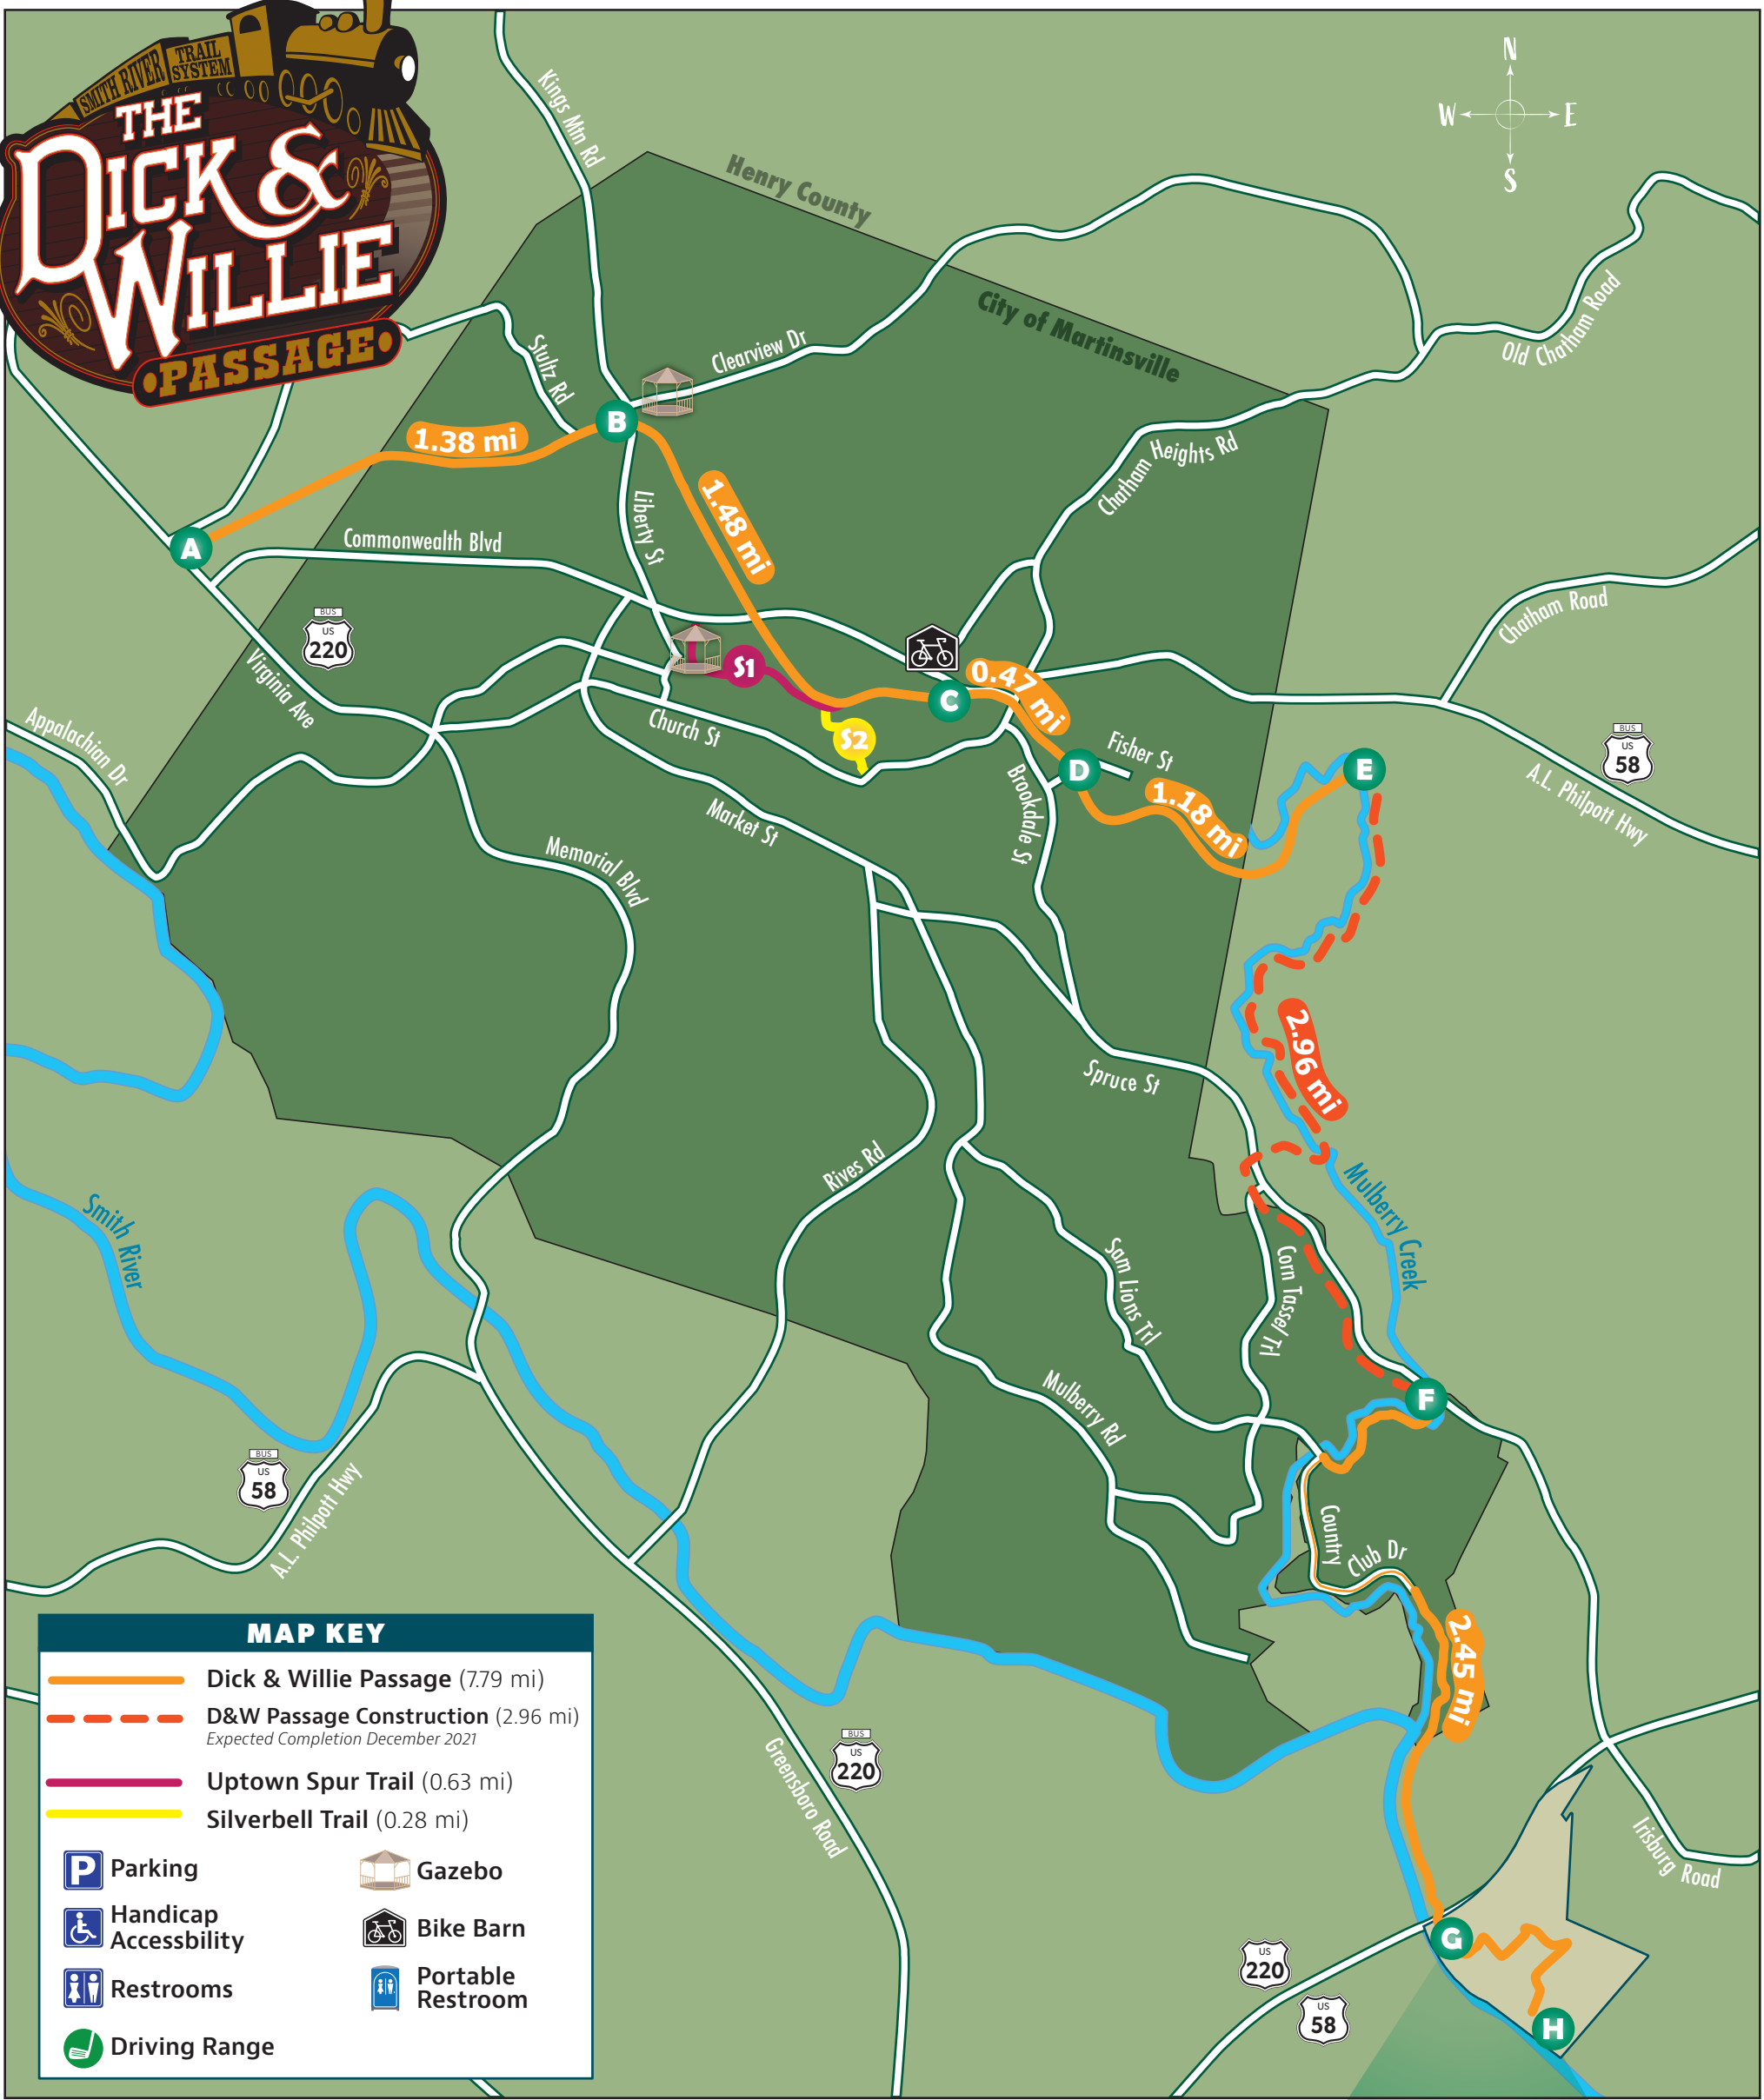 SMITH RIVER
TRAIL
SYSTEM
THE
DICK &
WILLIE
•PASSAGE•
N
W
E
S
Kings Mtn Rd
Henry County
City of Martinsville
Old Chatham Road
Stultz Rd
Clearview Dr
B
1.38 mi
Chatham Heights Rd
1.48 mi
Liberty St
A
Commonwealth Blvd
Chatham Road
BUS
US
220
Virginia Ave
S1
0.47 mi
C
Appalachian Dr
Church St
S2
Fisher St
D
E
BUS
US
58
A.L. Philpott Hwy
1.18 mi
Brookdale St
Market St
Memorial Blvd
2.96 mi
Spruce St
Rives Rd
Mulberry Creek
Smith River
Sam Lions Trl
Corn Tassel Trl
Mulberry Rd
F
BUS
US
58
A.L. Philpott Hwy
Country
Club Dr
2.45 mi
MAP KEY
Dick & Willie Passage (7.79 mi)
D&W Passage Construction (2.96 mi)
Expected Completion December 2021
Uptown Spur Trail (0.63 mi)
Silverbell Trail (0.28 mi)
P Parking
Gazebo
Handicap
Accessbility
Bike Barn
Restrooms
Portable
Restroom
Driving Range
BUS
US
220
Greensboro Road
Irisburg Road
G
US
220
US
58
H